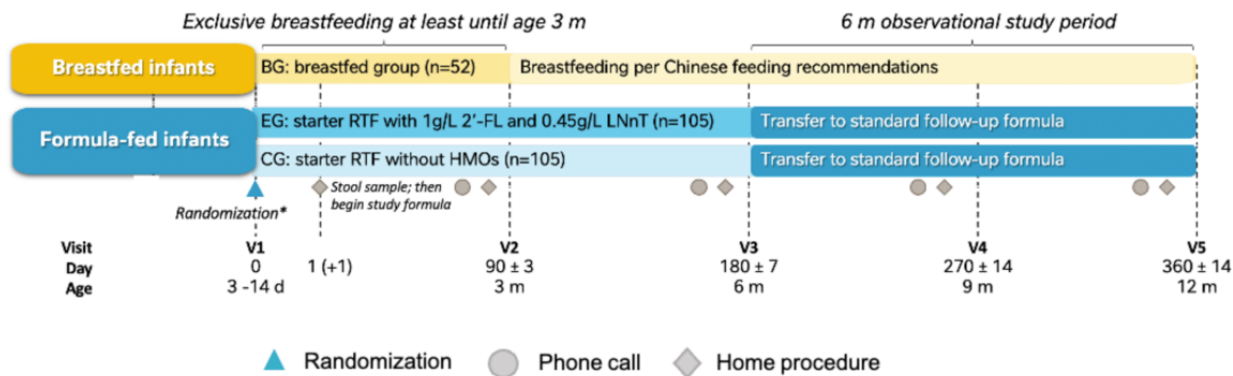 Exclusive breastfeeding at least until age 3 m
6 m observational study period
Breastfed infants
BG: breastfed group (n=52)
Breastfeeding per Chinese feeding recommendations
Formula-fed infants
EG: starter RTF with 1g/L 2'-FL and 0.45g/L LNnT (n=105)
Transfer to standard follow-up formula
CG: starter RTF without HMOs (n=105)
Transfer to standard follow-up formula
Randomization*
Stool sample; then
begin study formula
Visit V1 V2 V3 V4 V5
Day 0 1 (+1) 90 ± 3 180 ± 7 270 ± 14 360 ± 14
Age 3 -14 d 3 m 6 m 9 m 12 m
Randomization Phone call Home procedure